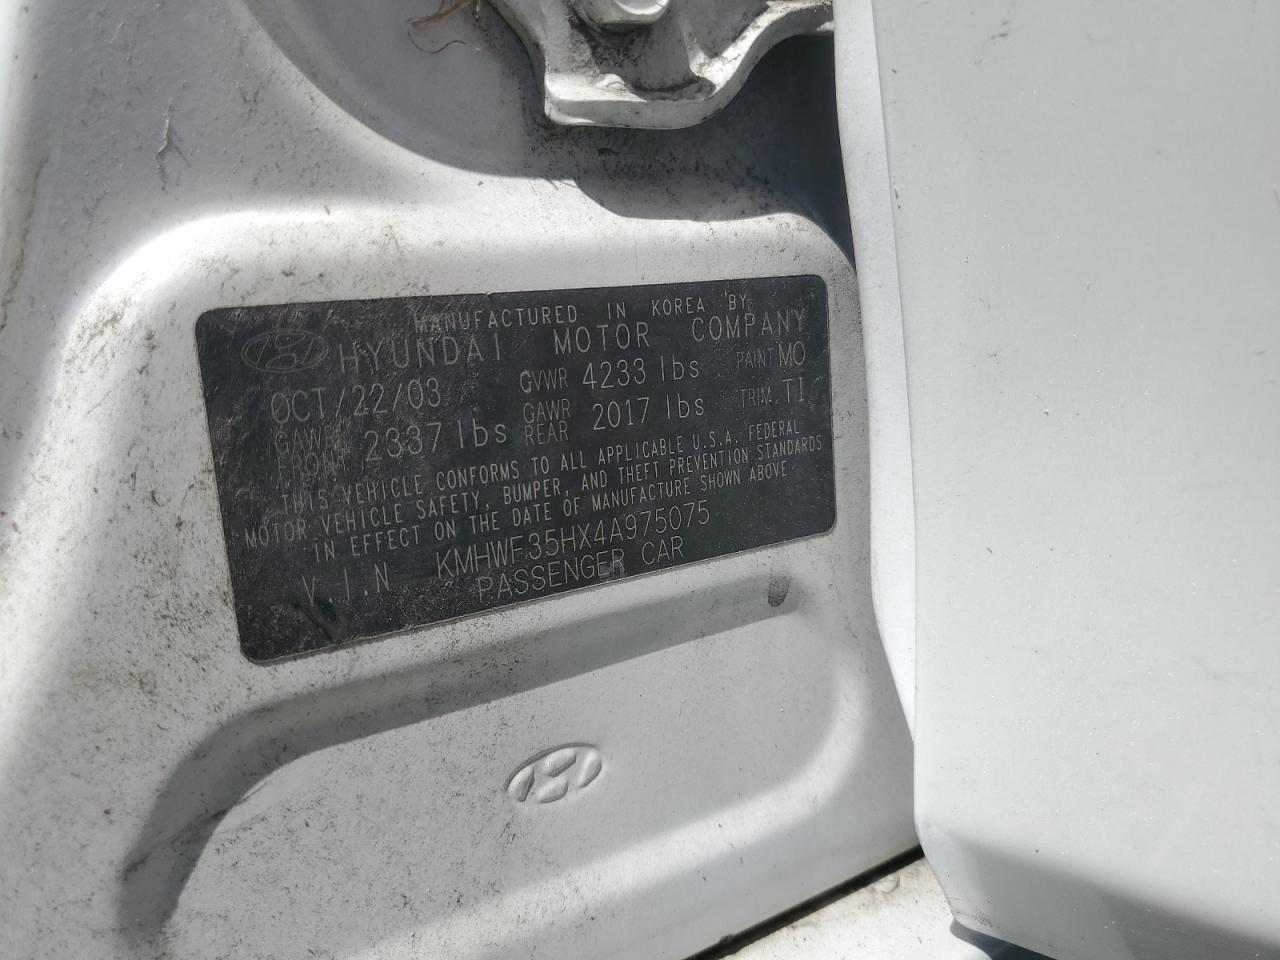 MANUFACTURED IN KOREA BY
HYUNDAI MOTOR COMPANY
OCT/22/03 GVWR 4233 lbs PAINT MO
GAWR FRONT 2337 lbs GAWR REAR 2017 lbs TRIM TI
THIS VEHICLE CONFORMS TO ALL APPLICABLE U.S.A. FEDERAL
MOTOR VEHICLE SAFETY, BUMPER, AND THEFT PREVENTION STANDARDS
IN EFFECT ON THE DATE OF MANUFACTURE SHOWN ABOVE
V.I.N KMHWF35HX4A975075
PASSENGER CAR